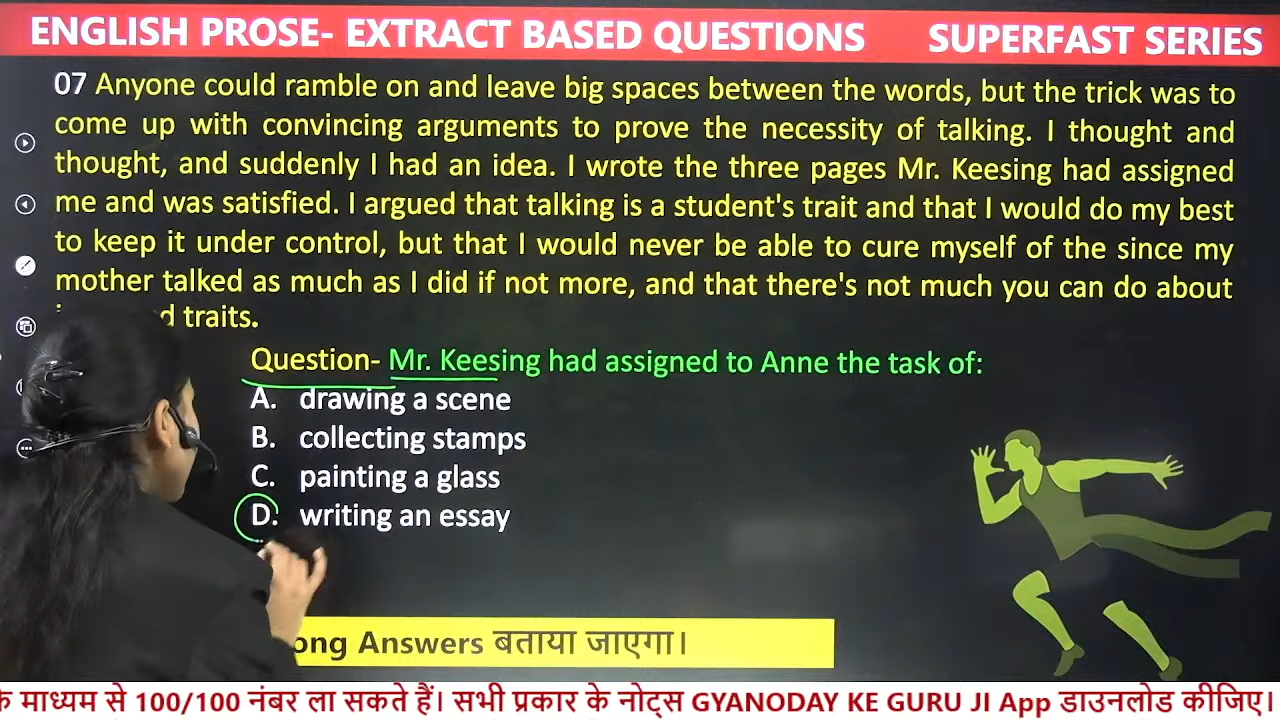 ENGLISH PROSE- EXTRACT BASED QUESTIONS SUPERFAST SERIES
07 Anyone could ramble on and leave big spaces between the words, but the trick was to
come up with convincing arguments to prove the necessity of talking. I thought and
thought, and suddenly I had an idea. I wrote the three pages Mr. Keesing had assigned
me and was satisfied. I argued that talking is a student's trait and that I would do my best
to keep it under control, but that I would never be able to cure myself of the since my
mother talked as much as I did if not more, and that there's not much you can do about
traits.
Question- Mr. Keesing had assigned to Anne the task of:
A. drawing a scene
B. collecting stamps
C. painting a glass
D. writing an essay
Answers बताया जाएगा।
माध्यम से 100/100 नंबर ला सकते हैं। सभी प्रकार के नोट्स GYANODAY KE GURU JI App डाउनलोड कीजिए।